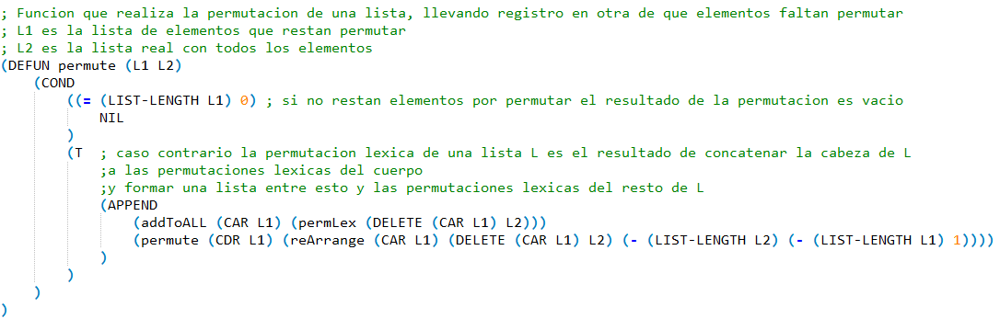 ; Funcion que realiza la permutacion de una lista, llevando registro en otra de que elementos faltan permutar
; L1 es la lista de elementos que restan permutar
; L2 es la lista real con todos los elementos
(DEFUN permute (L1 L2)
(COND
((= (LIST-LENGTH L1) 0) ; si no restan elementos por permutar el resultado de la permutacion es vacio
NIL
)
(T ; caso contrario la permutacion lexica de una lista L es el resultado de concatenar la cabeza de L
;a las permutaciones lexicas del cuerpo
;y formar una lista entre esto y las permutaciones lexicas del resto de L
(APPEND
(addToALL (CAR L1) (permLex (DELETE (CAR L1) L2)))
(permute (CDR L1) (reArrange (CAR L1) (DELETE (CAR L1) L2) (- (LIST-LENGTH L2) (- (LIST-LENGTH L1) 1))))
)
)
)
)